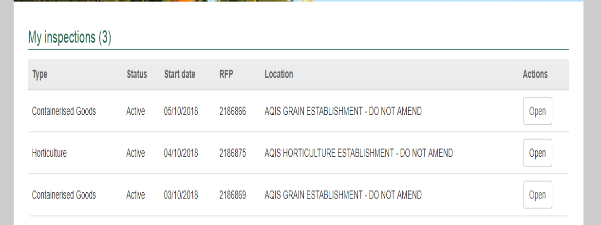 My inspections (3)
Type Status Start date RFP Location Actions
Containerised Goods Active 05/10/2018 2186866 AQIS GRAIN ESTABLISHMENT - DO NOT AMEND Open
Horticulture Active 04/10/2018 2186875 AQIS HORTICULTURE ESTABLISHMENT - DO NOT AMEND Open
Containerised Goods Active 03/10/2018 2186869 AQIS GRAIN ESTABLISHMENT - DO NOT AMEND Open